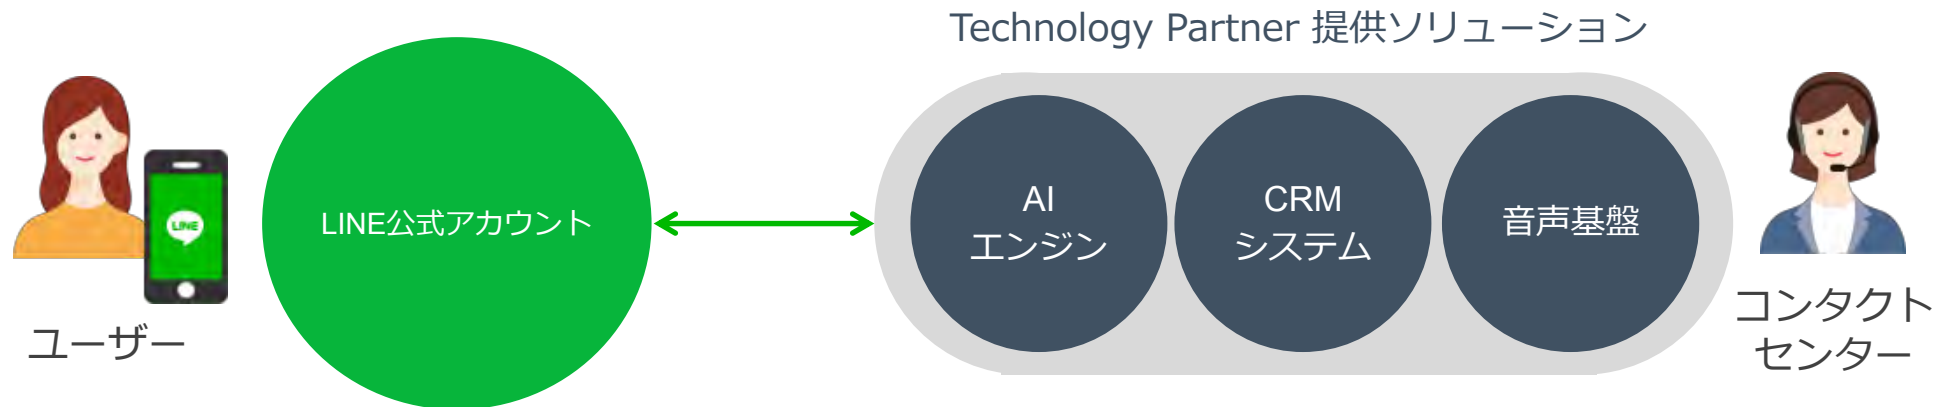 Technology Partner 提供ソリューション
LINE
ユーザー
LINE公式アカウント
AI
エンジン
CRM
システム
音声基盤
コンタクト
センター